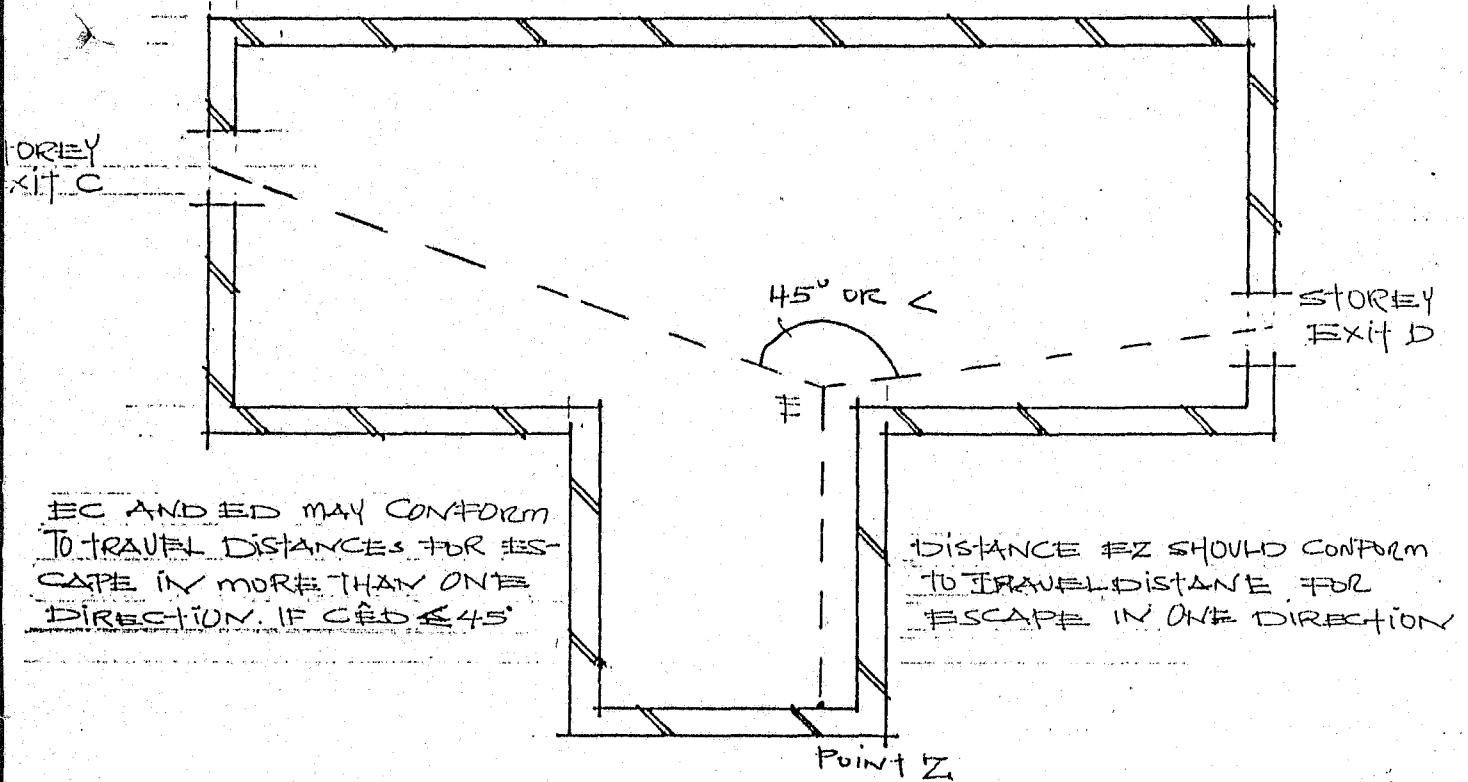 OREY
XIT C
45° OR <
STOREY
EXIT D
E
EC AND ED MAY CONFORM
TO TRAVEL DISTANCES FOR ES-
CAPE IN MORE THAN ONE
DIRECTION. IF CÊD ≮ 45°
DISTANCE EZ SHOULD CONFORM
TO TRAVEL DISTANE FOR
ESCAPE IN ONE DIRECTION
POINT Z